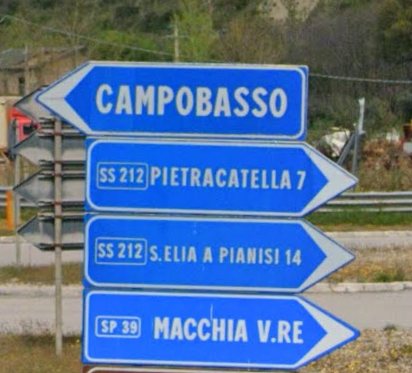 CAMPOBASSO
SS 212 PIETRACATELLA 7
SS 212 S.ELIA A PIANISI 14
SP 39 MACCHIA V.RE